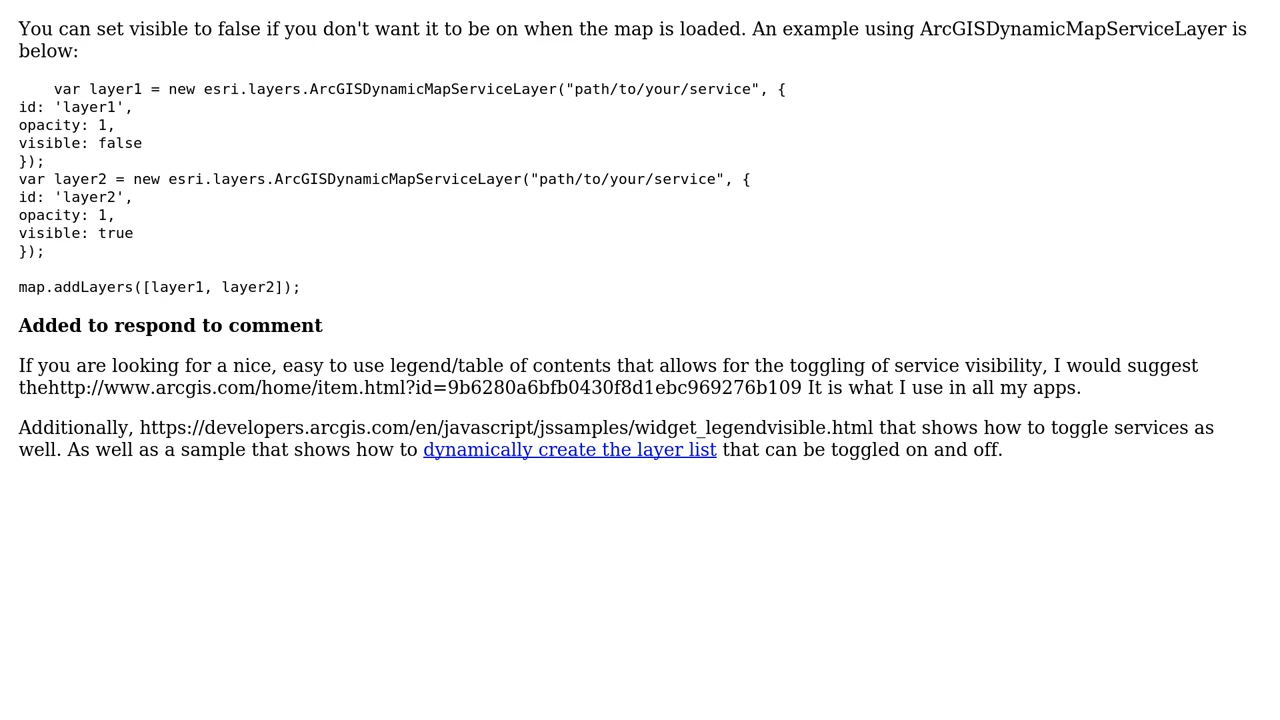 You can set visible to false if you don't want it to be on when the map is loaded. An example using ArcGISDynamicMapServiceLayer is
below:
    var layer1 = new esri.layers.ArcGISDynamicMapServiceLayer("path/to/your/service", {
id: 'layer1',
opacity: 1,
visible: false
});
var layer2 = new esri.layers.ArcGISDynamicMapServiceLayer("path/to/your/service", {
id: 'layer2',
opacity: 1,
visible: true
});
map.addLayers([layer1, layer2]);
Added to respond to comment
If you are looking for a nice, easy to use legend/table of contents that allows for the toggling of service visibility, I would suggest
thehttp://www.arcgis.com/home/item.html?id=9b6280a6bfb0430f8d1ebc969276b109 It is what I use in all my apps.
Additionally, https://developers.arcgis.com/en/javascript/jssamples/widget_legendvisible.html that shows how to toggle services as
well. As well as a sample that shows how to dynamically create the layer list that can be toggled on and off.